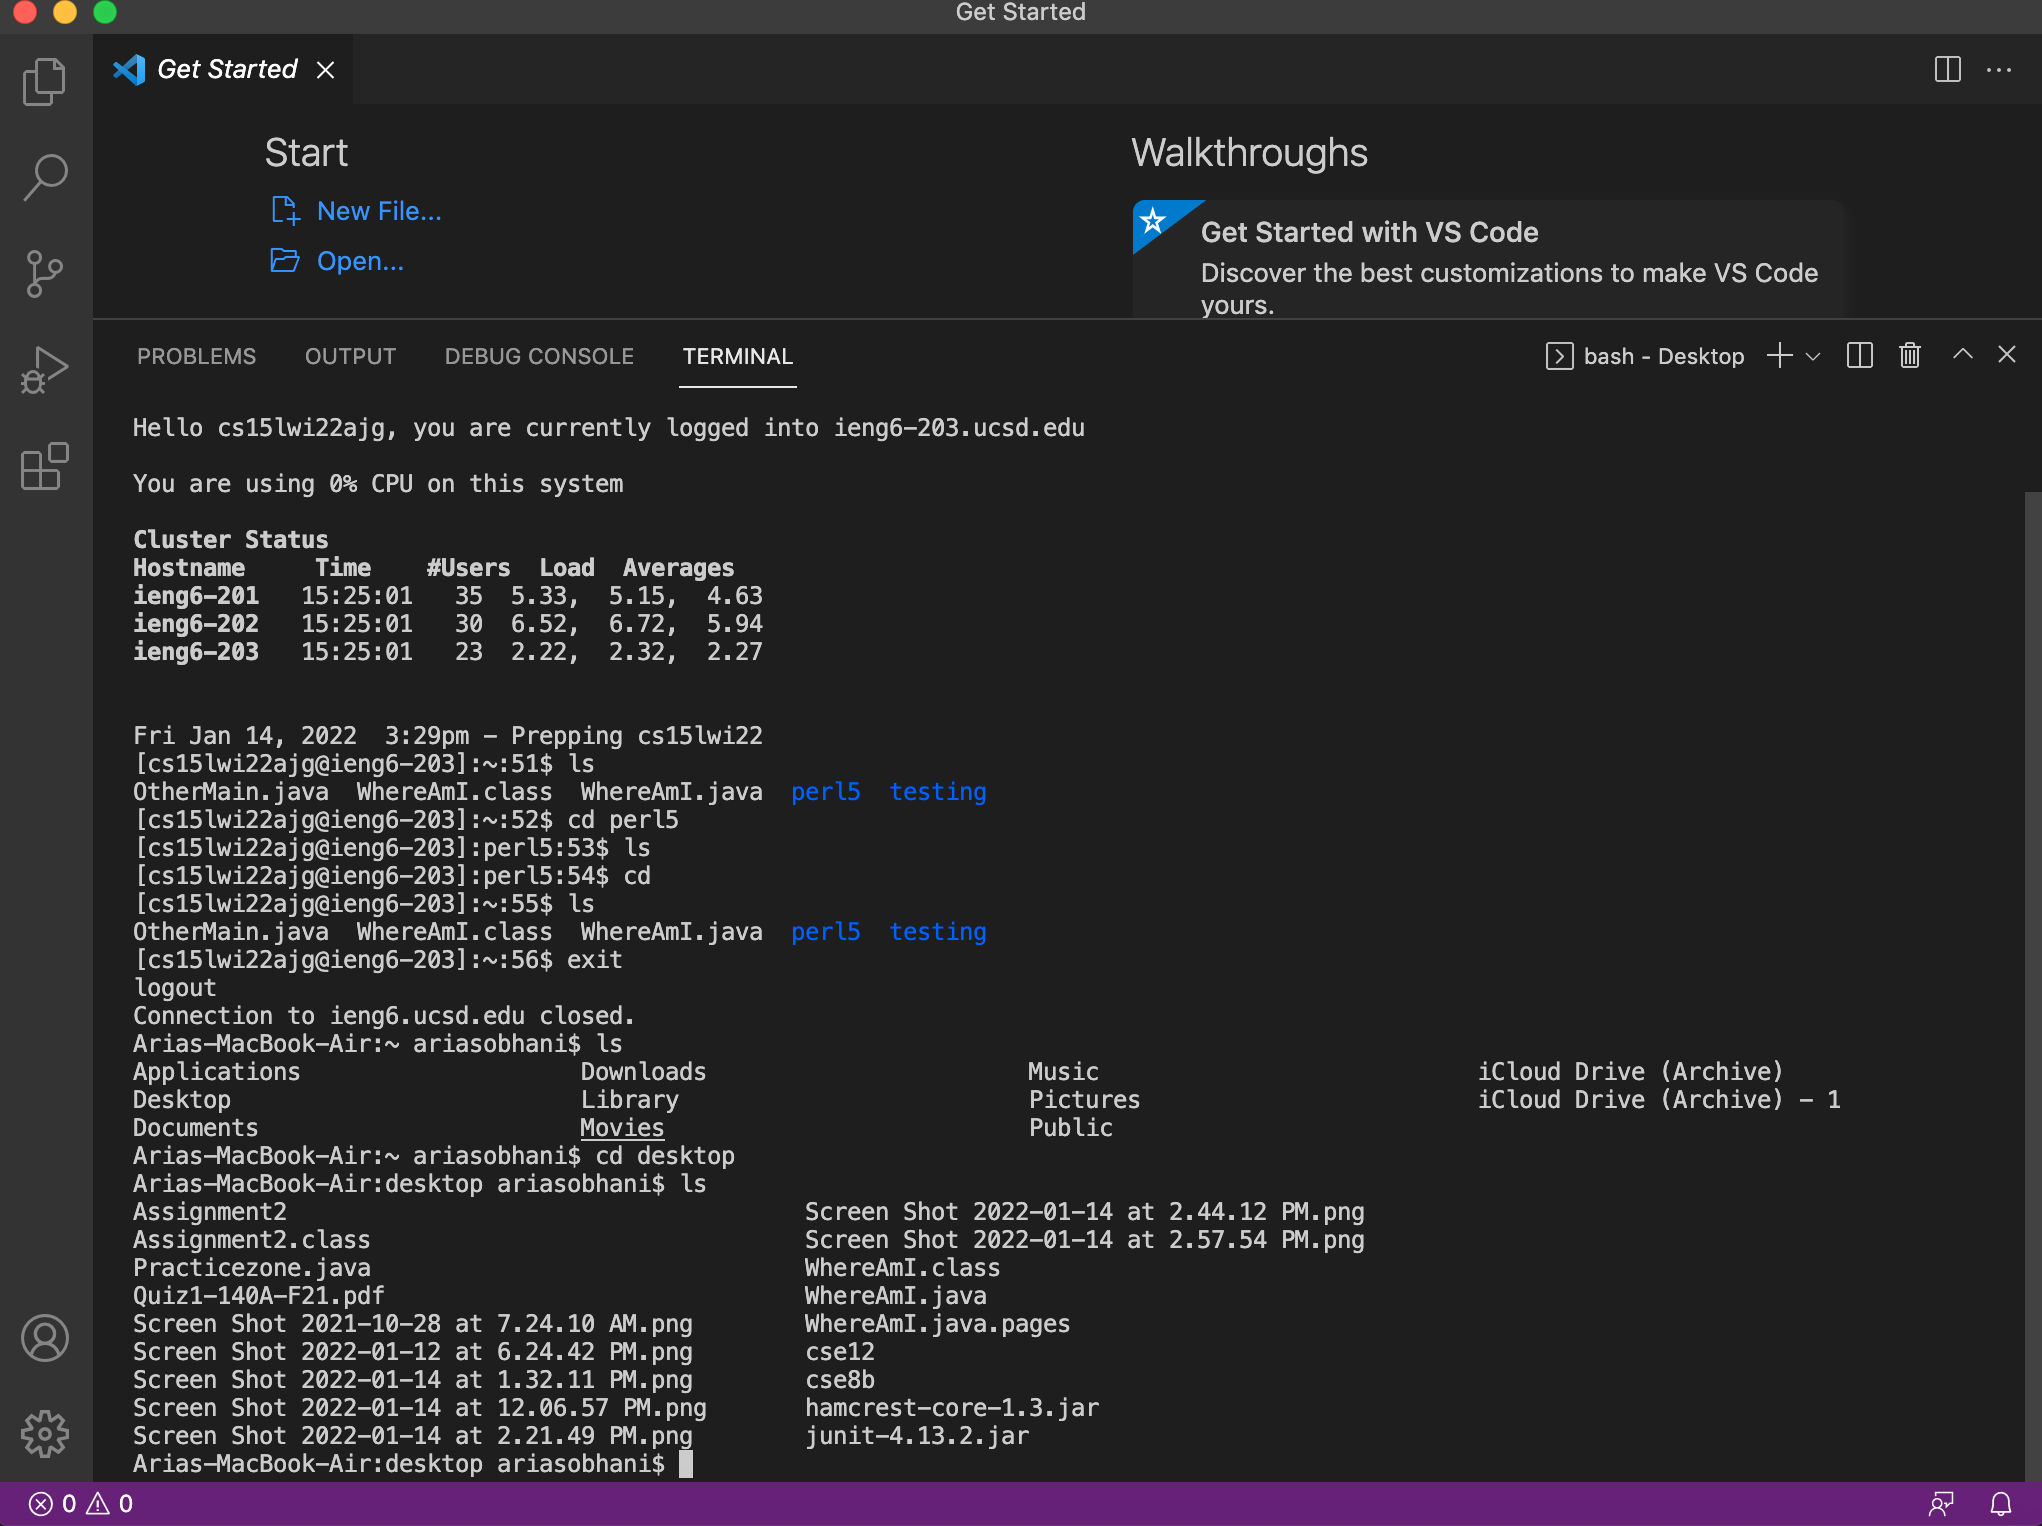 Get Started
Get Started
Start
New File...
Open...
Walkthroughs
Get Started with VS Code
Discover the best customizations to make VS Code
yours.
PROBLEMS OUTPUT DEBUG CONSOLE TERMINAL bash - Desktop
Hello cs15lwi22ajg, you are currently logged into ieng6-203.ucsd.edu
You are using 0% CPU on this system
Cluster Status
Hostname Time #Users Load Averages
ieng6-201 15:25:01 35 5.33, 5.15, 4.63
ieng6-202 15:25:01 30 6.52, 6.72, 5.94
ieng6-203 15:25:01 23 2.22, 2.32, 2.27
Fri Jan 14, 2022 3:29pm - Prepping cs15lwi22
[cs15lwi22ajg@ieng6-203]:~:51$ ls
OtherMain.java WhereAmI.class WhereAmI.java perl5 testing
[cs15lwi22ajg@ieng6-203]:~:52$ cd perl5
[cs15lwi22ajg@ieng6-203]:perl5:53$ ls
[cs15lwi22ajg@ieng6-203]:perl5:54$ cd
[cs15lwi22ajg@ieng6-203]:~:55$ ls
OtherMain.java WhereAmI.class WhereAmI.java perl5 testing
[cs15lwi22ajg@ieng6-203]:~:56$ exit
logout
Connection to ieng6.ucsd.edu closed.
Arias-MacBook-Air:~ ariasobhani$ ls
Applications Downloads Music iCloud Drive (Archive)
Desktop Library Pictures iCloud Drive (Archive) - 1
Documents Movies Public
Arias-MacBook-Air:~ ariasobhani$ cd desktop
Arias-MacBook-Air:desktop ariasobhani$ ls
Assignment2 Screen Shot 2022-01-14 at 2.44.12 PM.png
Assignment2.class Screen Shot 2022-01-14 at 2.57.54 PM.png
Practicezone.java WhereAmI.class
Quiz1-140A-F21.pdf WhereAmI.java
Screen Shot 2021-10-28 at 7.24.10 AM.png WhereAmI.java.pages
Screen Shot 2022-01-12 at 6.24.42 PM.png cse12
Screen Shot 2022-01-14 at 1.32.11 PM.png cse8b
Screen Shot 2022-01-14 at 12.06.57 PM.png hamcrest-core-1.3.jar
Screen Shot 2022-01-14 at 2.21.49 PM.png junit-4.13.2.jar
Arias-MacBook-Air:desktop ariasobhani$
0 0